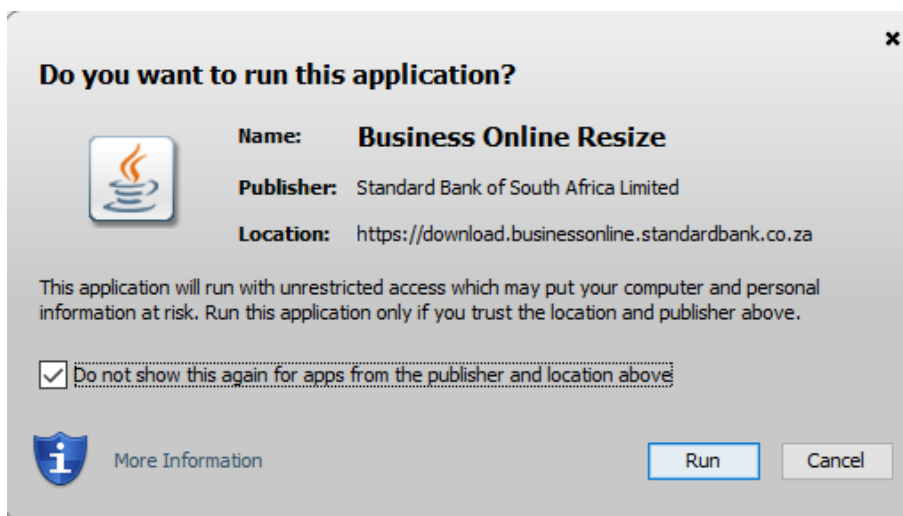 Do you want to run this application?
Name: Business Online Resize
Publisher: Standard Bank of South Africa Limited
Location: https://download.businessonline.standardbank.co.za
This application will run with unrestricted access which may put your computer and personal
information at risk. Run this application only if you trust the location and publisher above.
Do not show this again for apps from the publisher and location above
More Information
Run Cancel